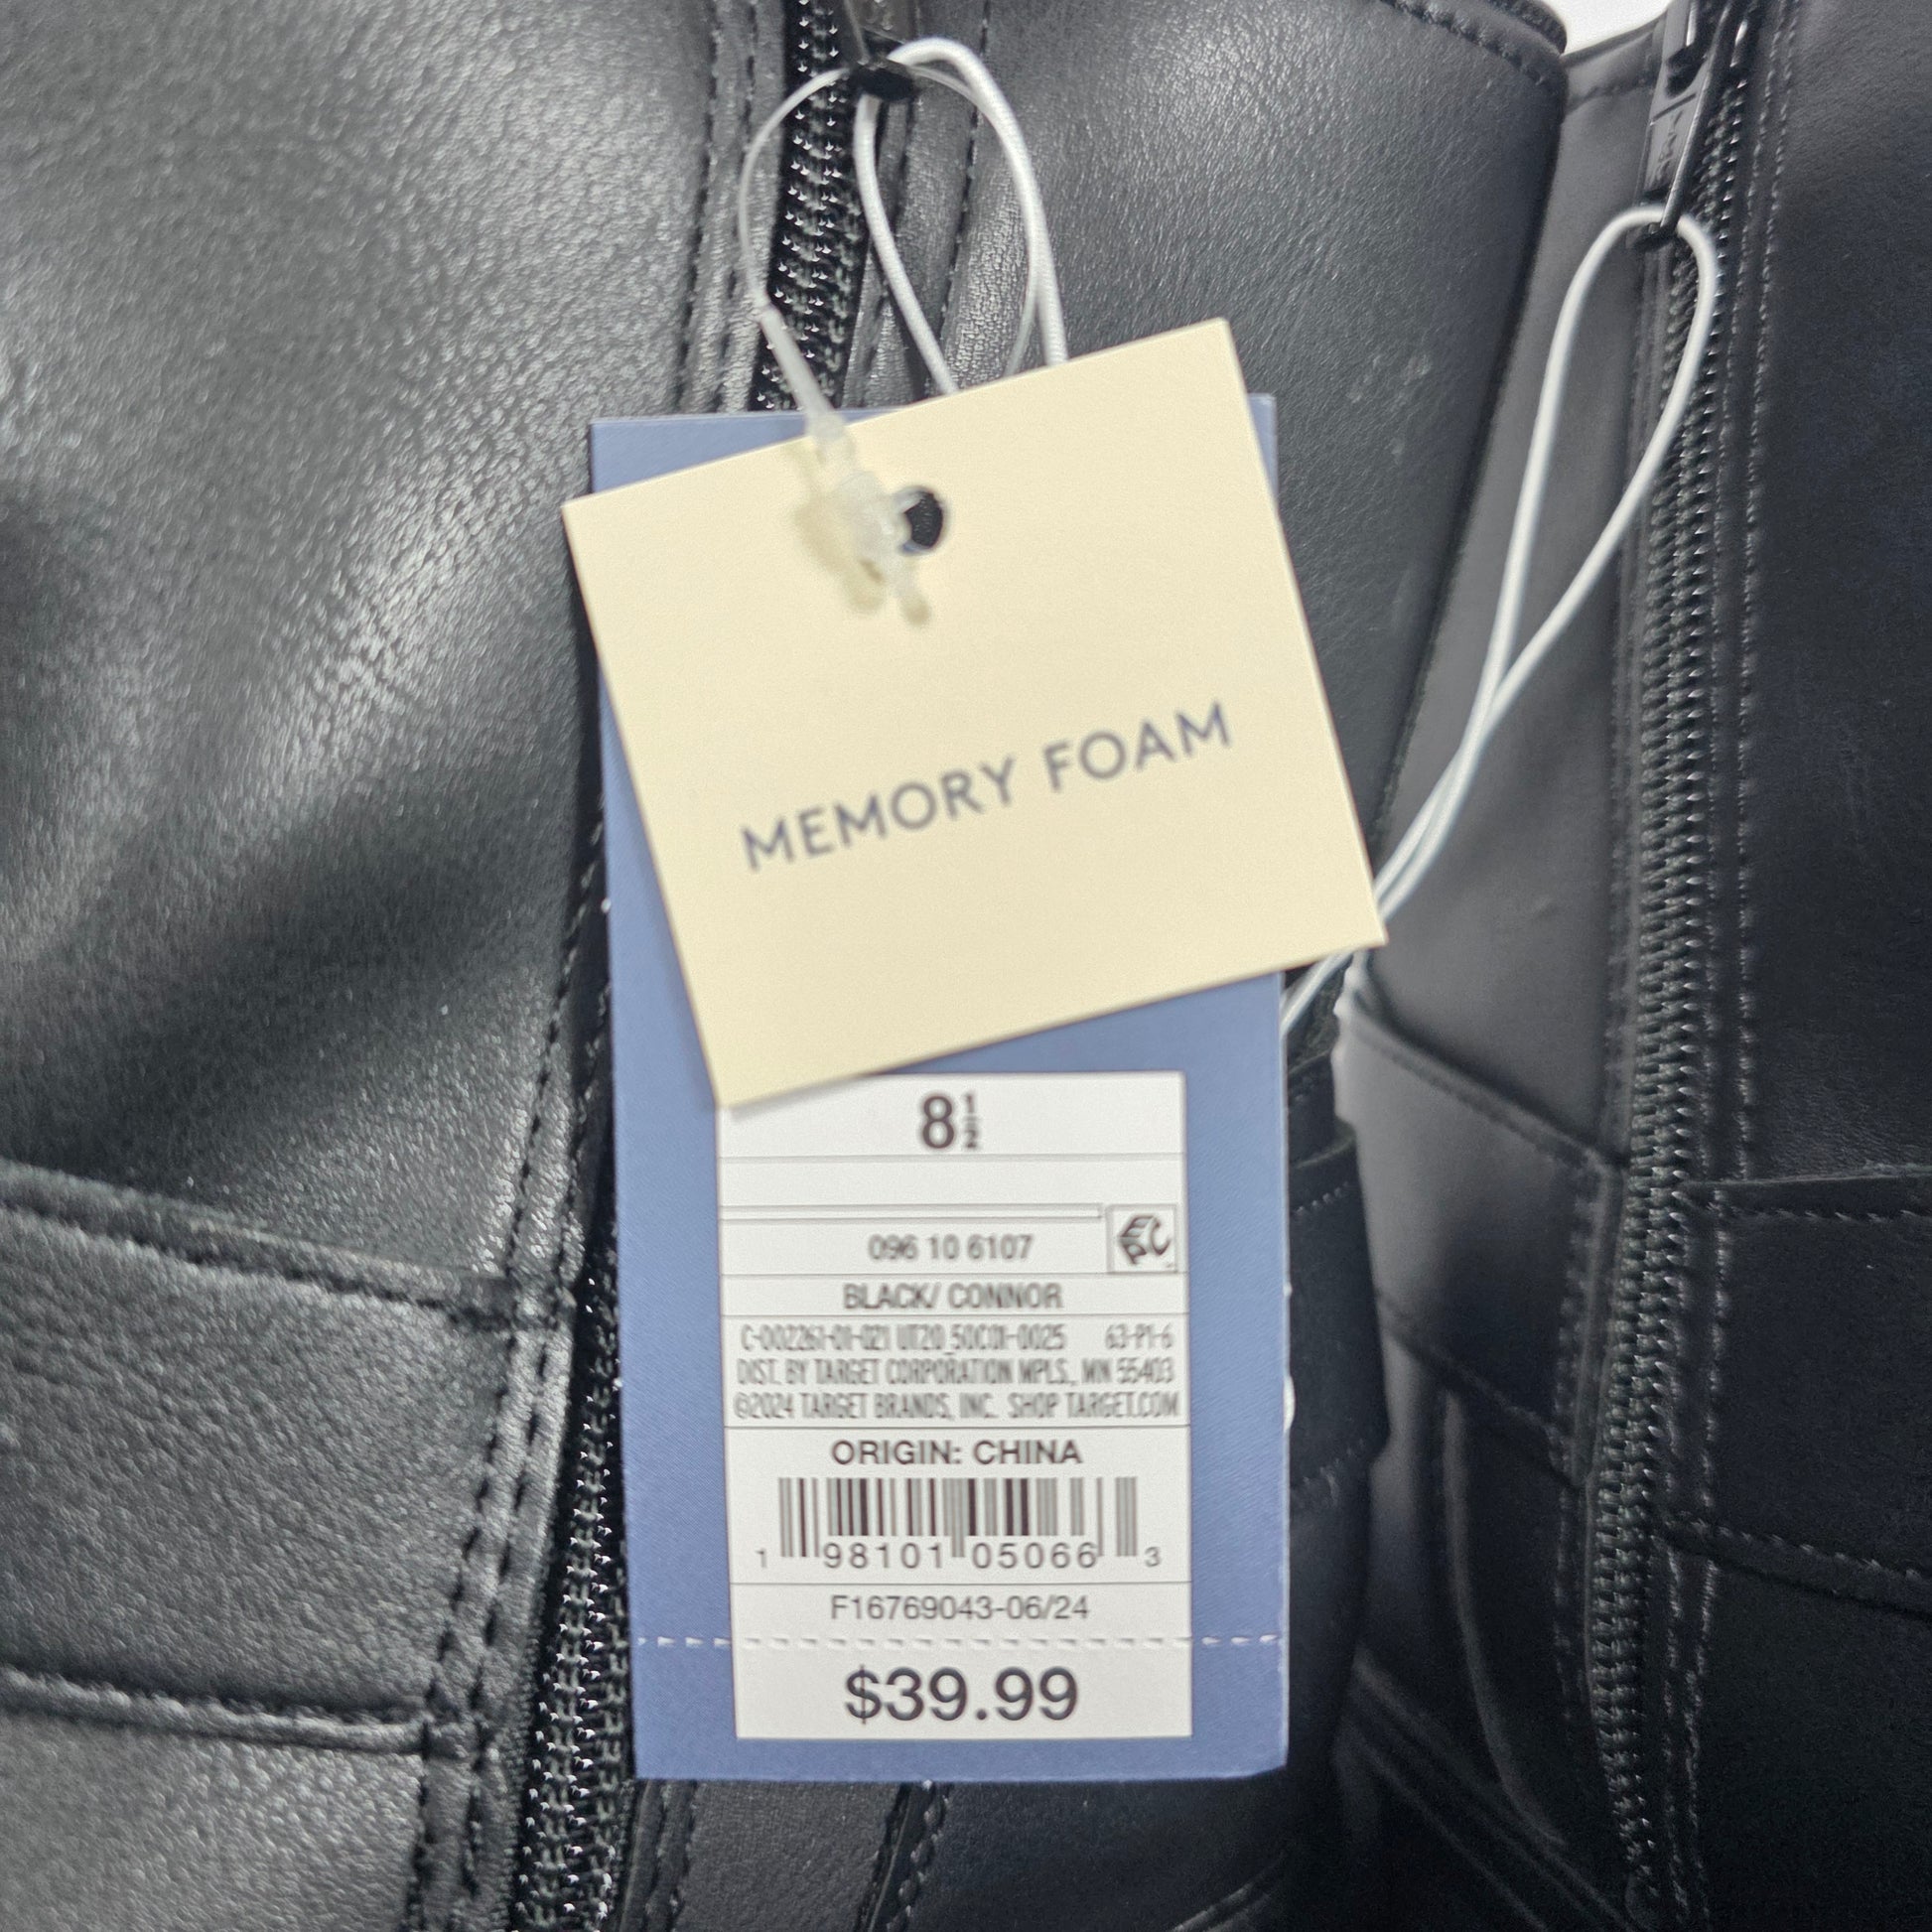 MEMORY FOAM
8 1/2
096 10 6107
BLACK/ CONNOR
C-002261-01-021 UT20_50C01-0025 63-P1-6
DIST. BY TARGET CORPORATION MPLS., MN 55403
©2024 TARGET BRANDS, INC. SHOP TARGET.COM
ORIGIN: CHINA
1 98101 05066 3
F16769043-06/24
$39.99